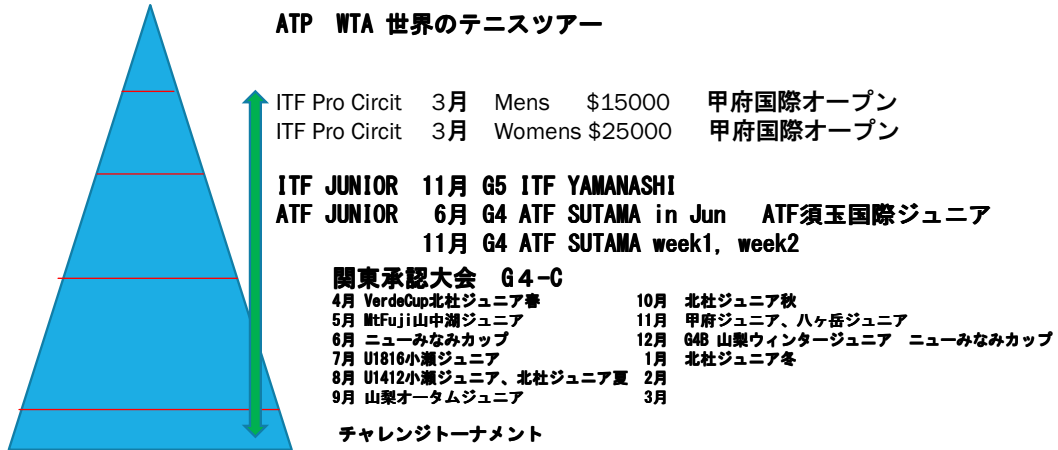 ATP WTA 世界のテニスツアー
ITF Pro Circit 3月 Mens $15000 甲府国際オープン
ITF Pro Circit 3月 Womens $25000 甲府国際オープン
ITF JUNIOR 11月 G5 ITF YAMANASHI
ATF JUNIOR 6月 G4 ATF SUTAMA in Jun ATF須玉国際ジュニア
11月 G4 ATF SUTAMA week1, week2
関東承認大会 G4-C
4月 VerdeCup北杜ジュニア春 10月 北杜ジュニア秋
5月 MtFuji山中湖ジュニア 11月 甲府ジュニア、八ヶ岳ジュニア
6月 ニューみなみカップ 12月 G4B 山梨ウィンタージュニア ニューみなみカップ
7月 U1816小瀬ジュニア 1月 北杜ジュニア冬
8月 U1412小瀬ジュニア、北杜ジュニア夏 2月
9月 山梨オータムジュニア 3月
チャレンジトーナメント